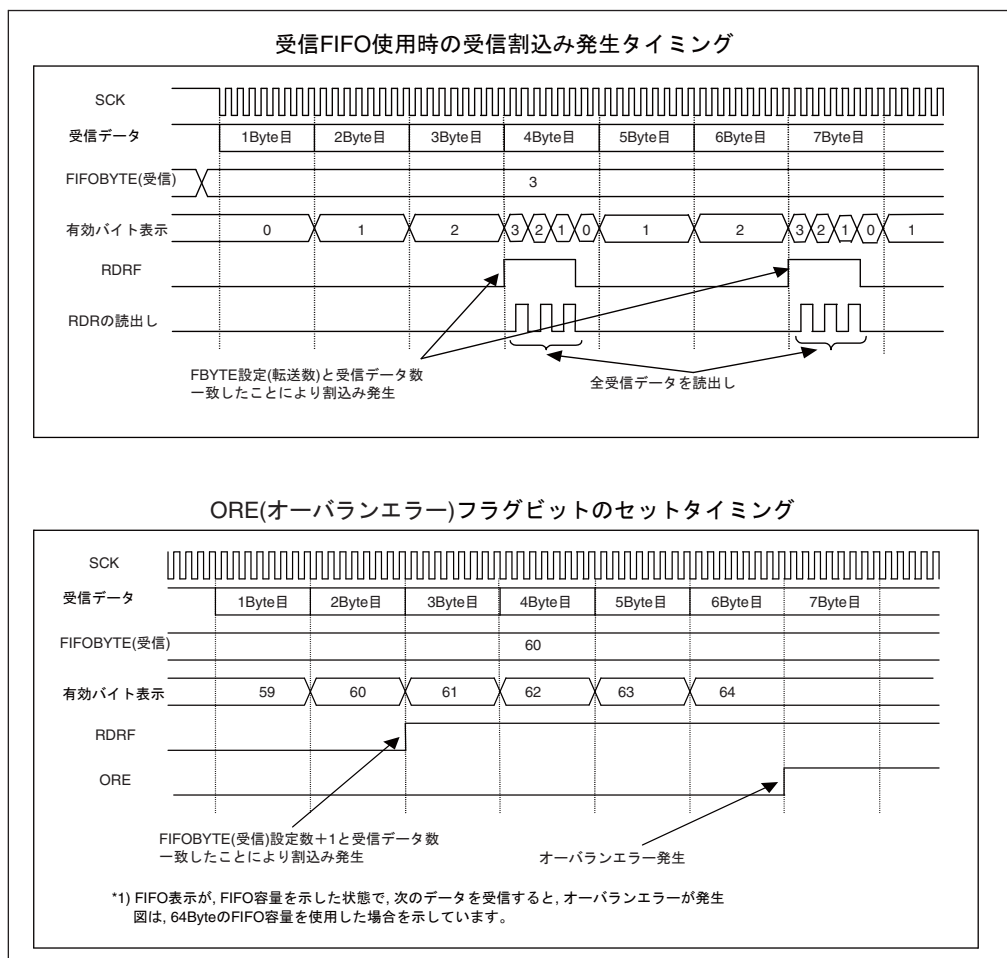 受信FIFO使用時の受信割込み発生タイミング
SCK
受信データ 1Byte目 2Byte目 3Byte目 4Byte目 5Byte目 6Byte目 7Byte目
FIFOBYTE(受信) 3
有効バイト表示 0 1 2 3 2 1 0 1 2 3 2 1 0 1
RDRF
RDRの読出し
FBYTE設定(転送数)と受信データ数
一致したことにより割込み発生
全受信データを読出し
ORE(オーバランエラー)フラグビットのセットタイミング
SCK
受信データ 1Byte目 2Byte目 3Byte目 4Byte目 5Byte目 6Byte目 7Byte目
FIFOBYTE(受信) 60
有効バイト表示 59 60 61 62 63 64
RDRF
ORE
FIFOBYTE(受信)設定数+1と受信データ数
一致したことにより割込み発生
オーバランエラー発生
*1) FIFO表示が, FIFO容量を示した状態で, 次のデータを受信すると, オーバランエラーが発生
図は, 64ByteのFIFO容量を使用した場合を示しています。